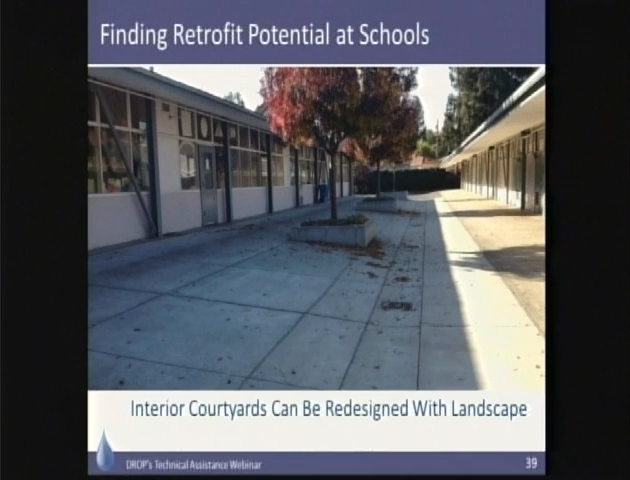 Finding Retrofit Potential at Schools
Interior Courtyards Can Be Redesigned With Landscape
DROP's Technical Assistance Webinar
39